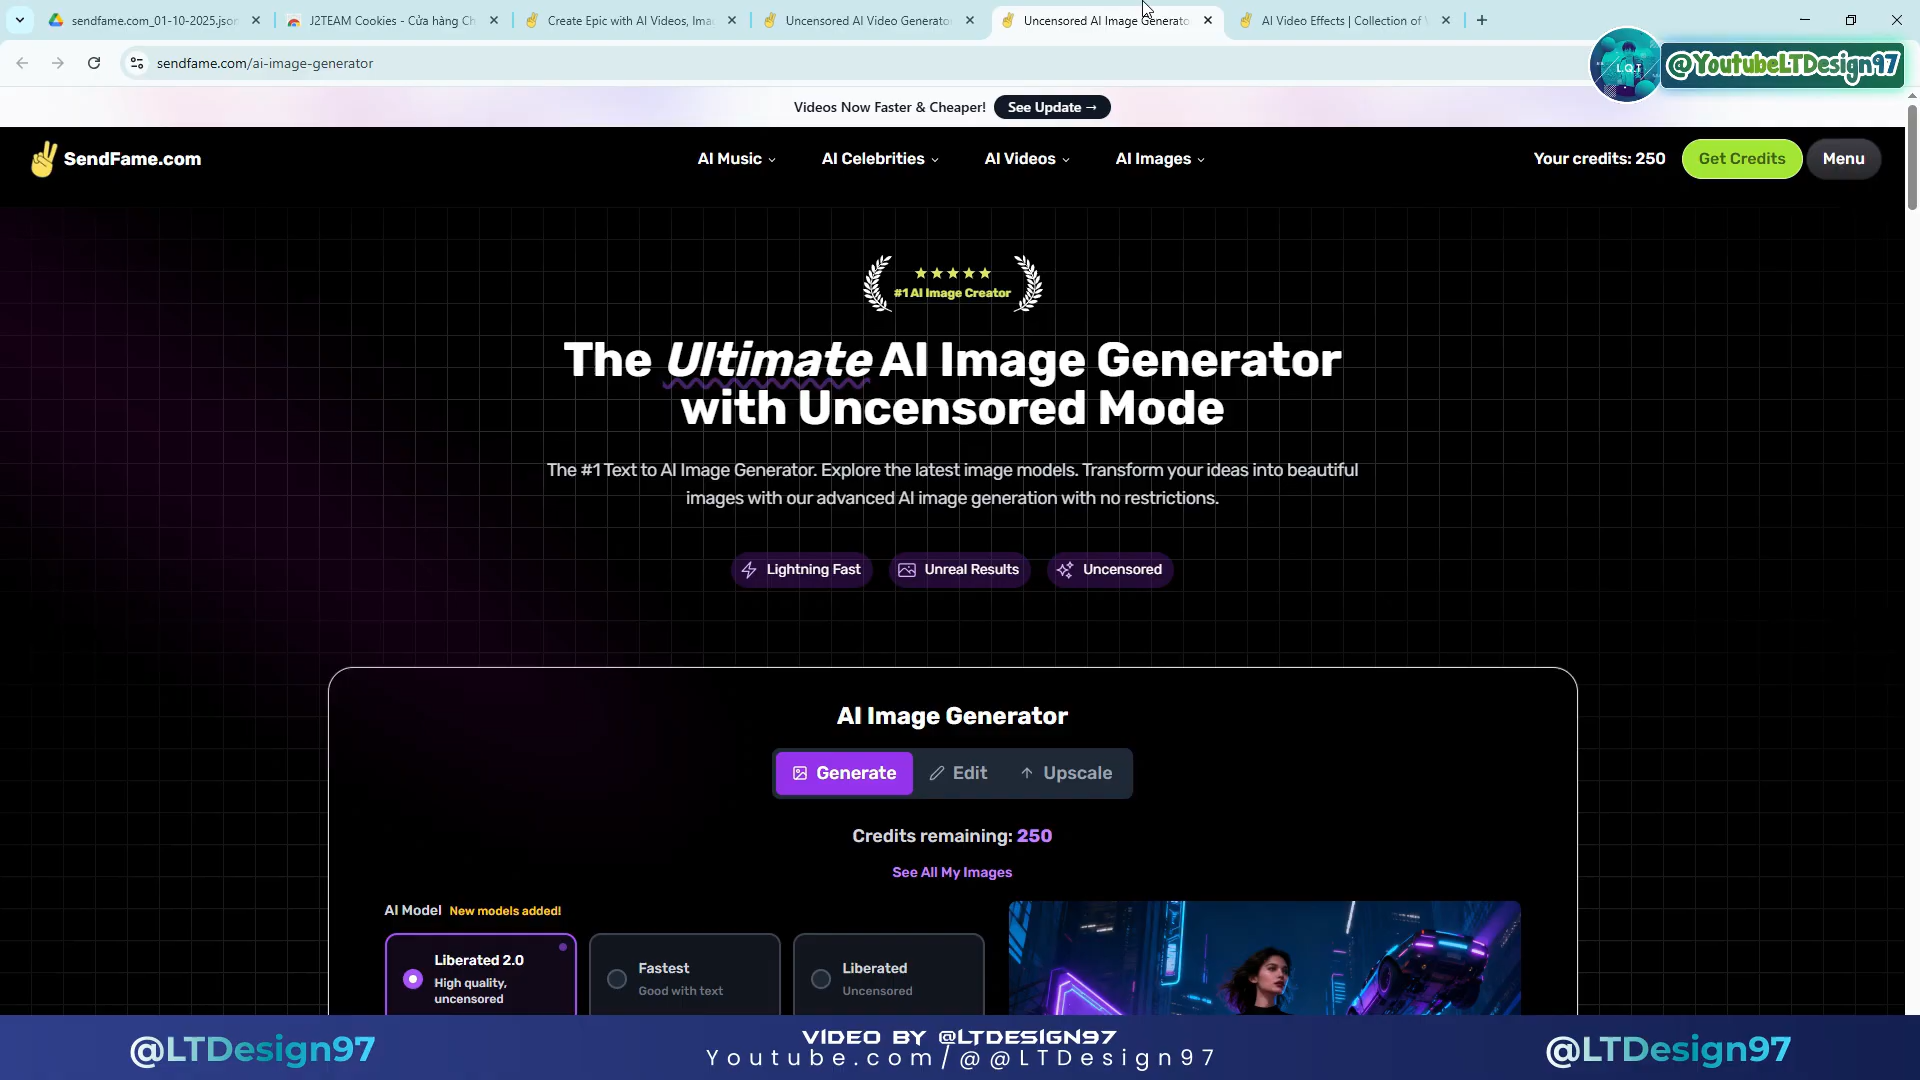 sendfame.com_01-10-2025.json
J2TEAM Cookies - Cửa hàng Ch
Create Epic with AI Videos, Imag
Uncensored AI Video Generator
Uncensored AI Image Generato
AI Video Effects | Collection of
sendfame.com/ai-image-generator
L.Q.T
@YoutubeLTDesign97
Videos Now Faster & Cheaper! See Update →
SendFame.com
AI Music
AI Celebrities
AI Videos
AI Images
Your credits: 250
Get Credits
Menu
#1 AI Image Creator
The Ultimate AI Image Generator
with Uncensored Mode
The #1 Text to AI Image Generator. Explore the latest image models. Transform your ideas into beautiful
images with our advanced AI image generation with no restrictions.
Lightning Fast
Unreal Results
Uncensored
AI Image Generator
Generate
Edit
Upscale
Credits remaining: 250
See All My Images
AI Model New models added!
Liberated 2.0
High quality,
uncensored
Fastest
Good with text
Liberated
Uncensored
@LTDesign97
VIDEO BY @LTDESIGN97
Youtube.com/@@LTDesign97
@LTDesign97